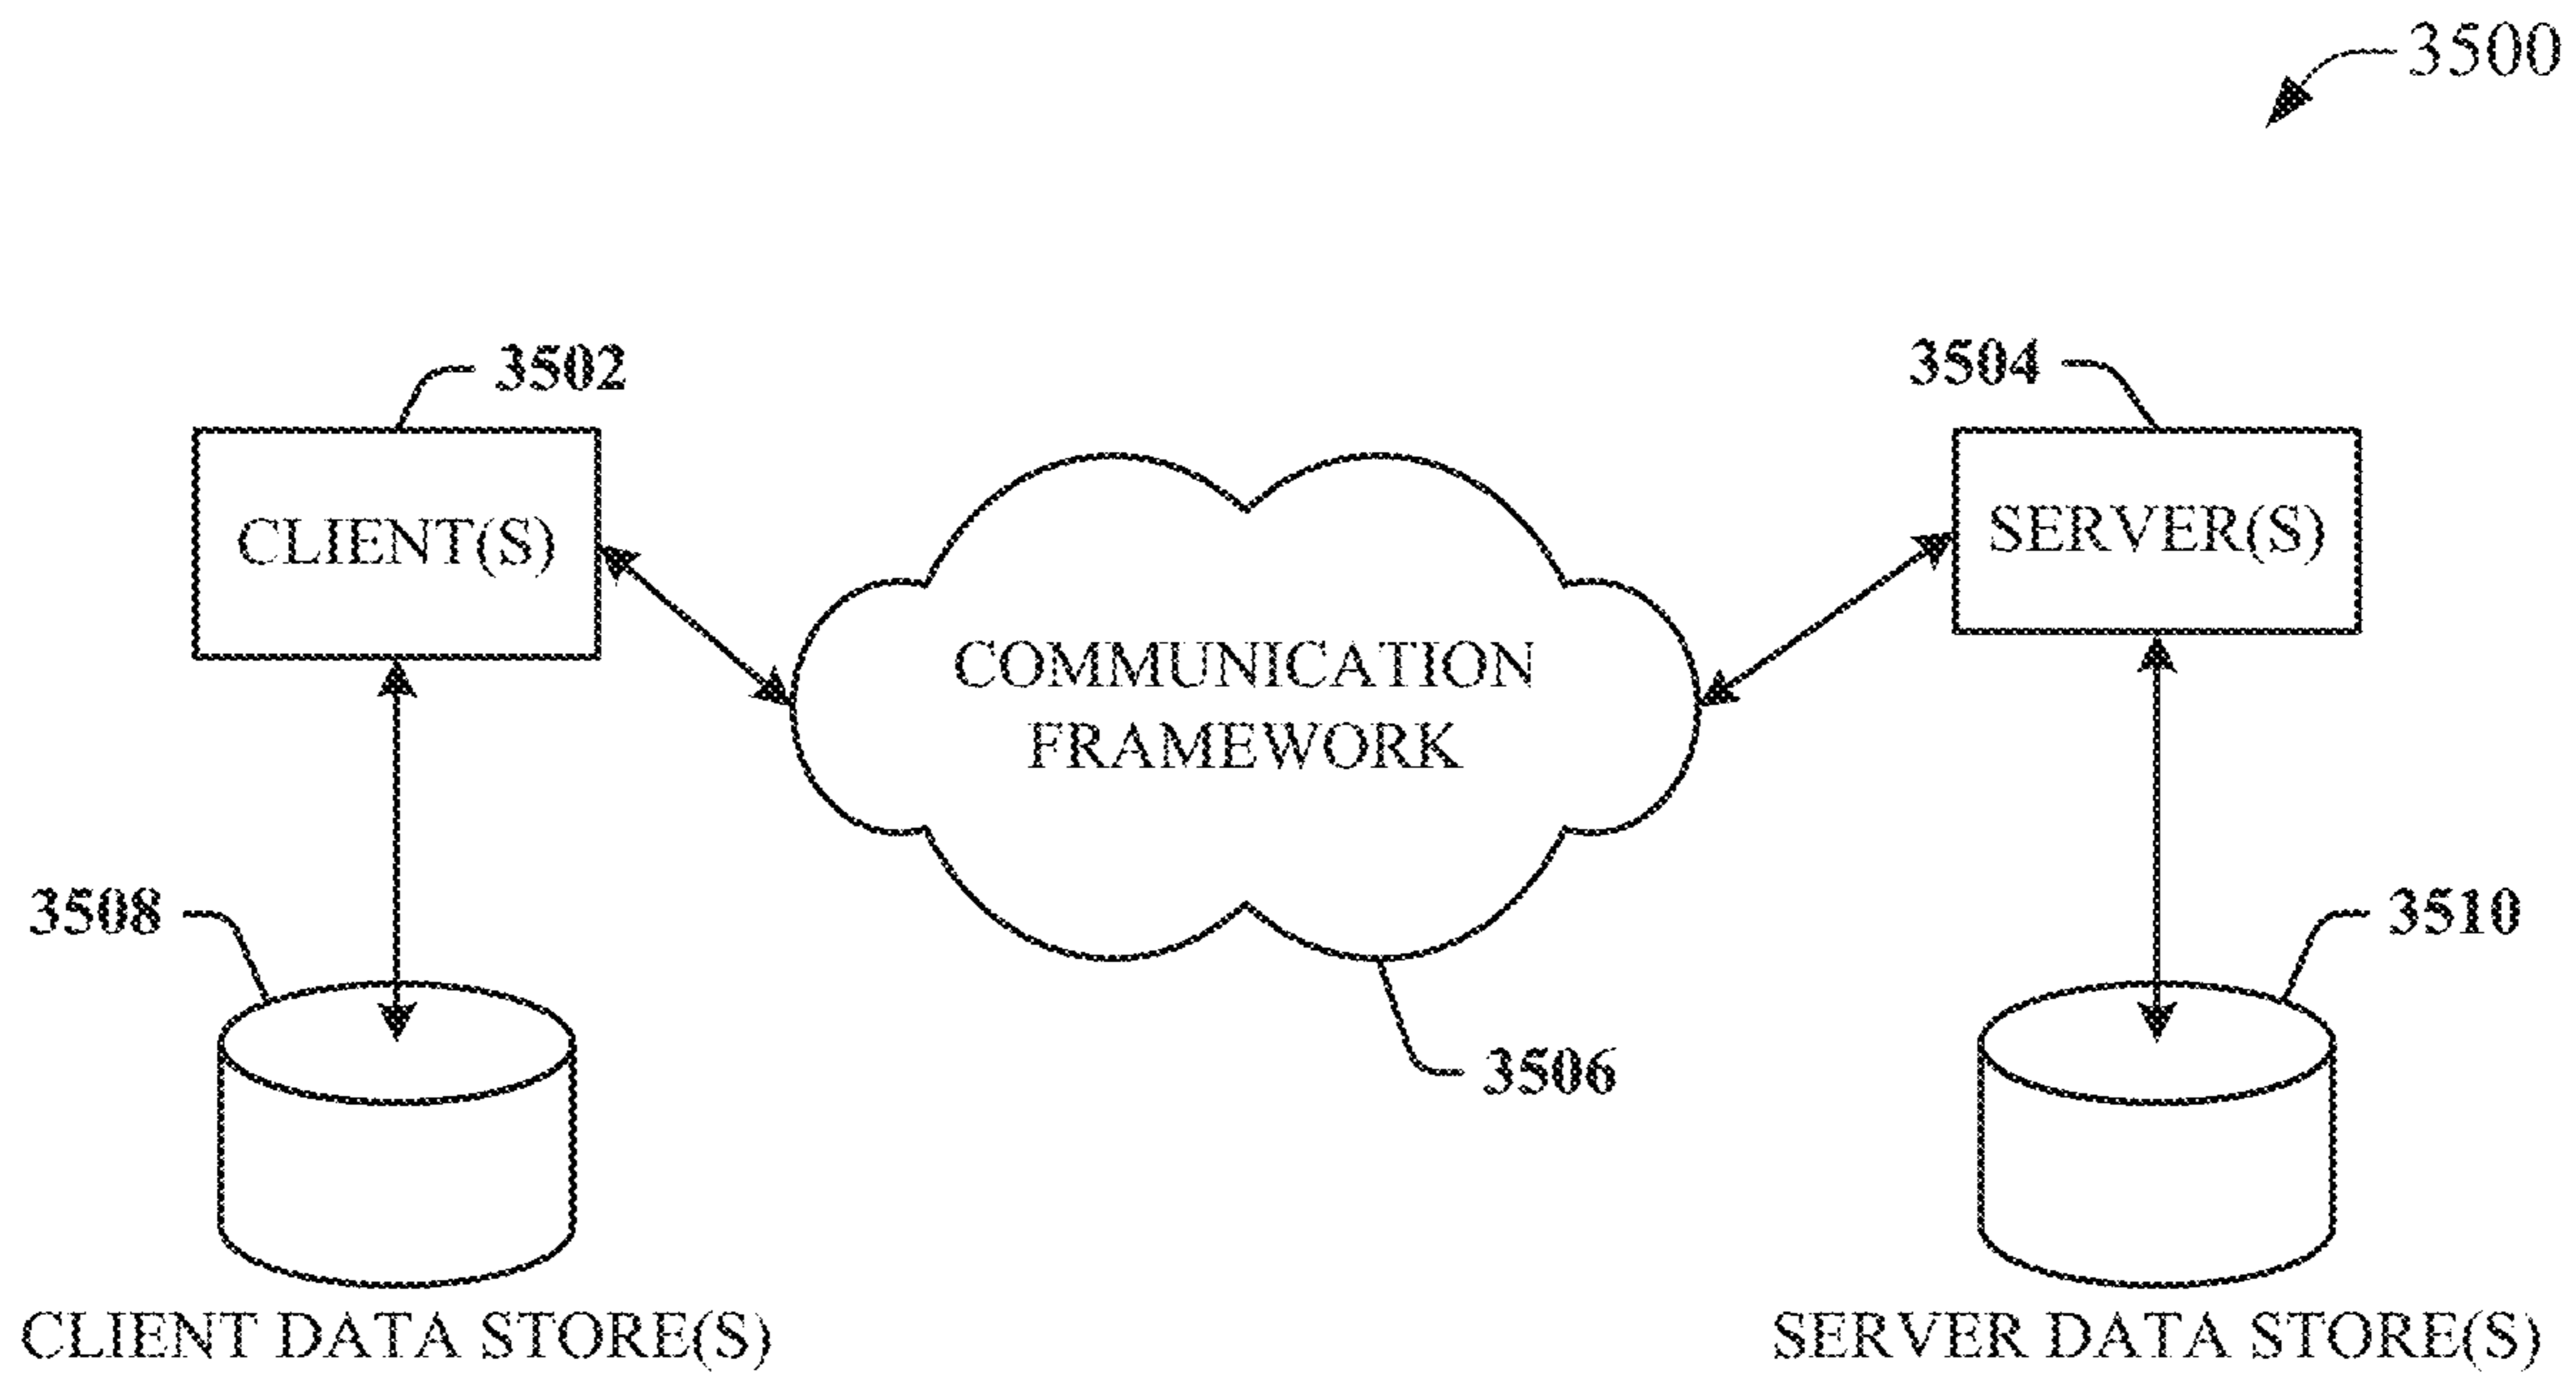 3500
3502
3504
CLIENT(S)
SERVER(S)
COMMUNICATION
FRAMEWORK
3508
3510
3506
CLIENT DATA STORE(S)
SERVER DATA STORE(S)